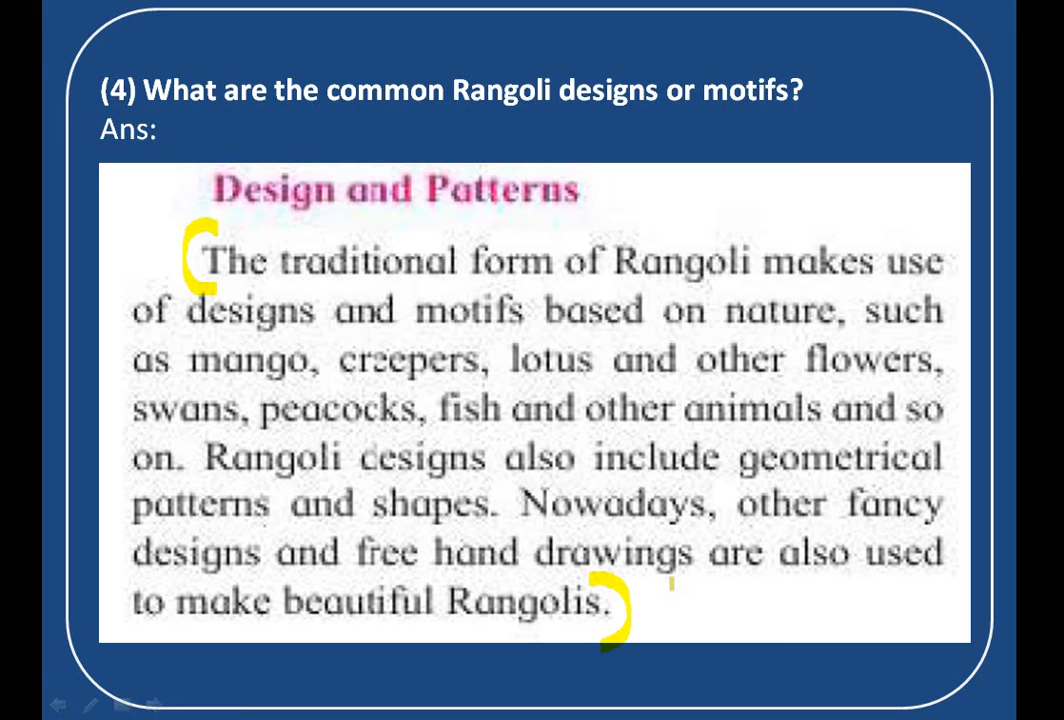 (4) What are the common Rangoli designs or motifs?
Ans:
Design and Patterns
The traditional form of Rangoli makes use
of designs and motifs based on nature, such
as mango, creepers, lotus and other flowers,
swans, peacocks, fish and other animals and so
on. Rangoli designs also include geometrical
patterns and shapes. Nowadays, other fancy
designs and free hand drawings are also used
to make beautiful Rangolis.